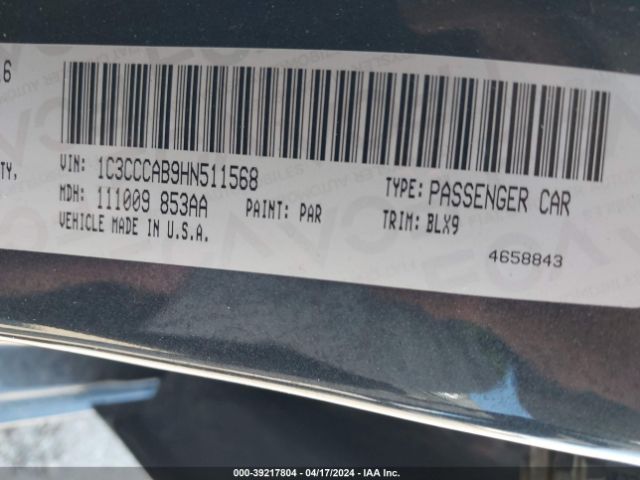 .6
TY,
VIN: 1C3CCCAB9HN511568
MDH: 111009 853AA
PAINT: PAR
VEHICLE MADE IN U.S.A.
TYPE: PASSENGER CAR
TRIM: BLX9
4658843
000-39217804 - 04/17/2024 - IAA Inc.